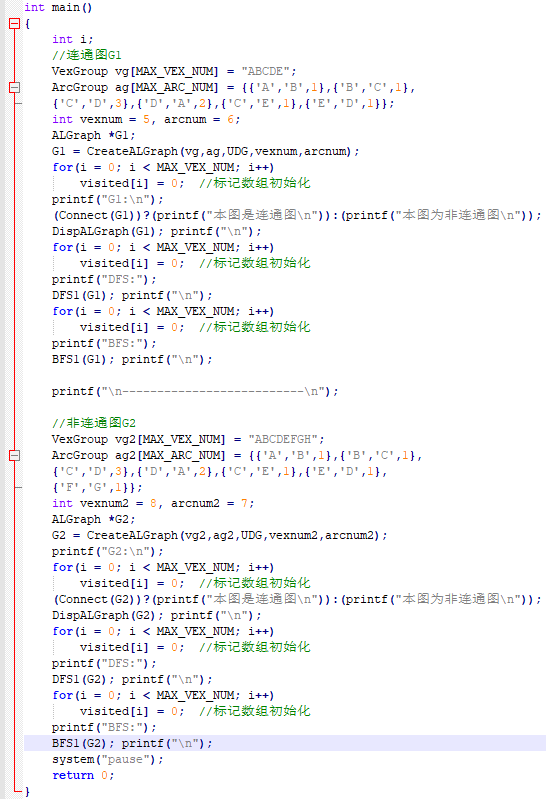 int main()
{
    int i;
    //连通图G1
    VexGroup vg[MAX_VEX_NUM] = "ABCDE";
    ArcGroup ag[MAX_ARC_NUM] = {{'A','B',1},{'B','C',1},
    {'C','D',3},{'D','A',2},{'C','E',1},{'E','D',1}};
    int vexnum = 5, arcnum = 6;
    ALGraph *G1;
    G1 = CreateALGraph(vg,ag,UDG,vexnum,arcnum);
    for(i = 0; i < MAX_VEX_NUM; i++)
        visited[i] = 0;  //标记数组初始化
    printf("G1:\n");
    (Connect(G1))?(printf("本图是连通图\n")):(printf("本图为非连通图\n"));
    DispALGraph(G1); printf("\n");
    for(i = 0; i < MAX_VEX_NUM; i++)
        visited[i] = 0;  //标记数组初始化
    printf("DFS:");
    DFS1(G1); printf("\n");
    for(i = 0; i < MAX_VEX_NUM; i++)
        visited[i] = 0;  //标记数组初始化
    printf("BFS:");
    BFS1(G1); printf("\n");
    printf("\n--------------------------\n");
    //非连通图G2
    VexGroup vg2[MAX_VEX_NUM] = "ABCDEFGH";
    ArcGroup ag2[MAX_ARC_NUM] = {{'A','B',1},{'B','C',1},
    {'C','D',3},{'D','A',2},{'C','E',1},{'E','D',1},
    {'F','G',1}};
    int vexnum2 = 8, arcnum2 = 7;
    ALGraph *G2;
    G2 = CreateALGraph(vg2,ag2,UDG,vexnum2,arcnum2);
    printf("G2:\n");
    for(i = 0; i < MAX_VEX_NUM; i++)
        visited[i] = 0;  //标记数组初始化
    (Connect(G2))?(printf("本图是连通图\n")):(printf("本图为非连通图\n"));
    DispALGraph(G2); printf("\n");
    for(i = 0; i < MAX_VEX_NUM; i++)
        visited[i] = 0;  //标记数组初始化
    printf("DFS:");
    DFS1(G2); printf("\n");
    for(i = 0; i < MAX_VEX_NUM; i++)
        visited[i] = 0;  //标记数组初始化
    printf("BFS:");
    BFS1(G2); printf("\n");
    system("pause");
    return 0;
}